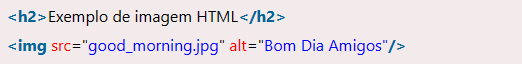 <h2>Exemplo de imagem HTML</h2>
<img src="good_morning.jpg" alt="Bom Dia Amigos"/>